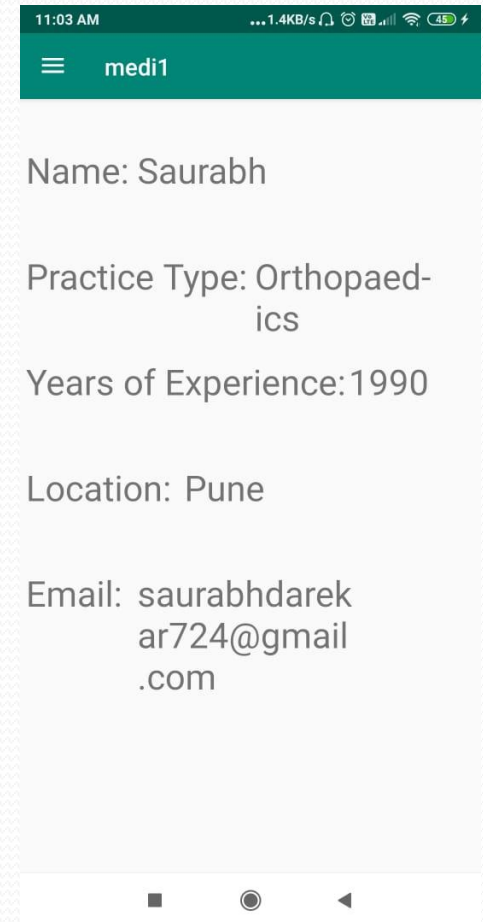 11:03 AM ...1.4KB/s 45
medi1
Name: Saurabh
Practice Type: Orthopaed-
ics
Years of Experience: 1990
Location: Pune
Email: saurabhdarek
ar724@gmail
.com